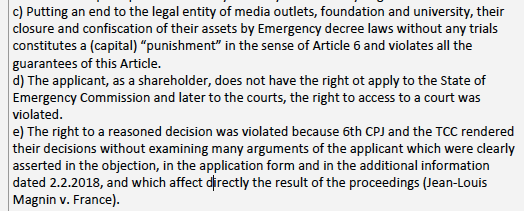 c) Putting an end to the legal entity of media outlets, foundation and university, their
closure and confiscation of their assets by Emergency decree laws without any trials
constitutes a (capital) “punishment” in the sense of Article 6 and violates all the
guarantees of this Article.
d) The applicant, as a shareholder, does not have the right ot apply to the State of
Emergency Commission and later to the courts, the right to access to a court was
violated.
e) The right to a reasoned decision was violated because 6th CPJ and the TCC rendered
their decisions without examining many arguments of the applicant which were clearly
asserted in the objection, in the application form and in the additional information
dated 2.2.2018, and which affect directly the result of the proceedings (Jean-Louis
Magnin v. France).